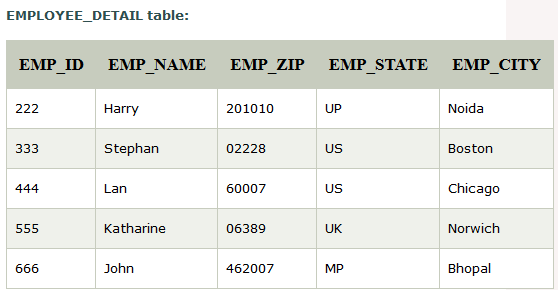 EMPLOYEE_DETAIL table:
EMP_ID EMP_NAME EMP_ZIP EMP_STATE EMP_CITY
222 Harry 201010 UP Noida
333 Stephan 02228 US Boston
444 Lan 60007 US Chicago
555 Katharine 06389 UK Norwich
666 John 462007 MP Bhopal